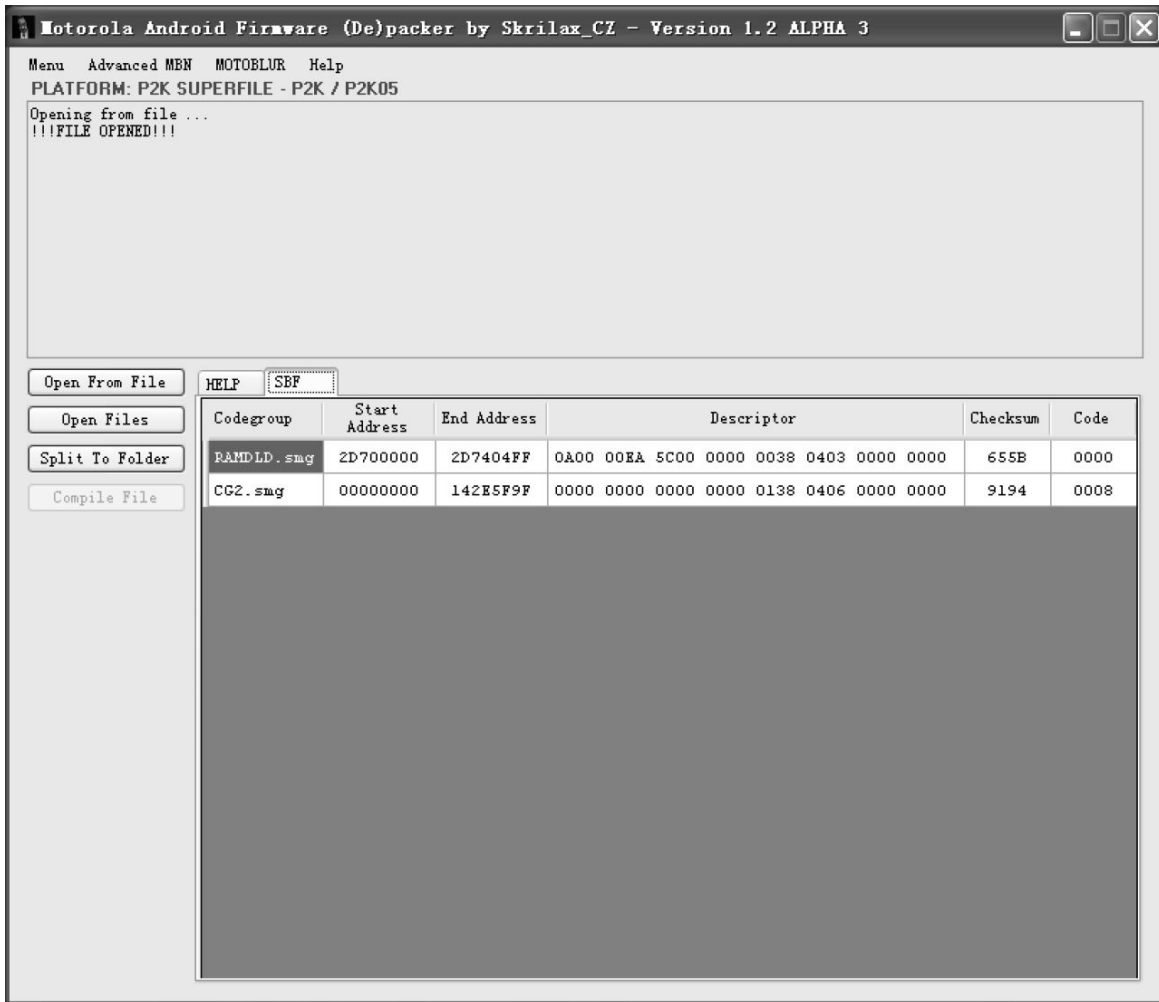 Motorola Android Firmware (De)packer by Skrilax_CZ - Version 1.2 ALPHA 3
Menu Advanced MBN MOTOBLUR Help
PLATFORM: P2K SUPERFILE - P2K / P2K05
Opening from file ...
!!!FILE OPENED!!!
Open From File
Open Files
Split To Folder
Compile File
HELP SBF
Codegroup Start Address End Address Descriptor Checksum Code
RAMDLD.smg 2D700000 2D7404FF 0A00 00EA 5C00 0000 0038 0403 0000 0000 655B 0000
CG2.smg 00000000 142E5F9F 0000 0000 0000 0000 0138 0406 0000 0000 9194 0008